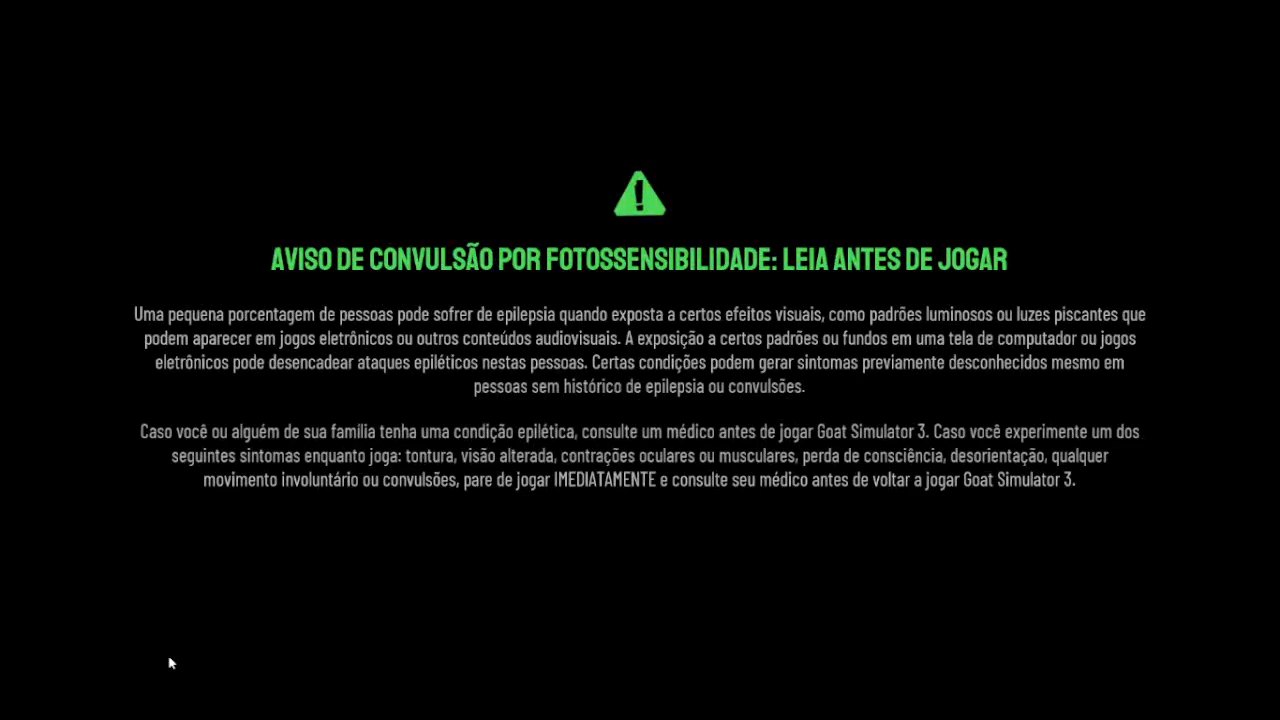 AVISO DE CONVULSÃO POR FOTOSSENSIBILIDADE: LEIA ANTES DE JOGAR
Uma pequena porcentagem de pessoas pode sofrer de epilepsia quando exposta a certos efeitos visuais, como padrões luminosos ou luzes piscantes que
podem aparecer em jogos eletrônicos ou outros conteúdos audiovisuais. A exposição a certos padrões ou fundos em uma tela de computador ou jogos
eletrônicos pode desencadear ataques epiléticos nestas pessoas. Certas condições podem gerar sintomas previamente desconhecidos mesmo em
pessoas sem histórico de epilepsia ou convulsões.
Caso você ou alguém de sua família tenha uma condição epilética, consulte um médico antes de jogar Goat Simulator 3. Caso você experimente um dos
seguintes sintomas enquanto joga: tontura, visão alterada, contrações oculares ou musculares, perda de consciência, desorientação, qualquer
movimento involuntário ou convulsões, pare de jogar IMEDIATAMENTE e consulte seu médico antes de voltar a jogar Goat Simulator 3.